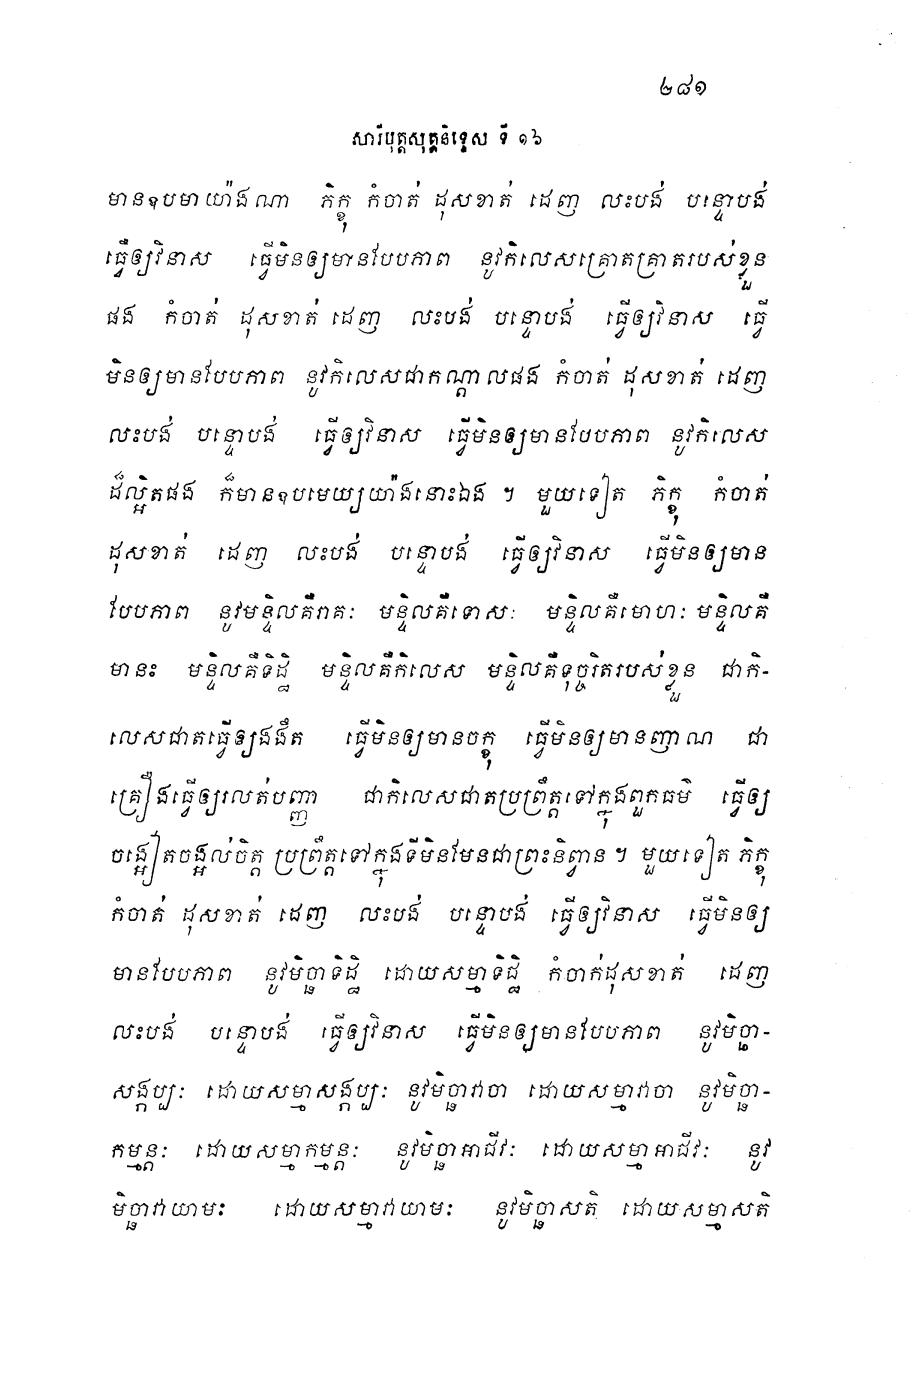 ២៨១
សារីបុត្តសុត្តនិទ្ទេស ទី ១៦
មានឧបមាយ៉ាងណា ភិក្ខុ កំចាត់ ដុសខាត់ ដេញ លះបង់ បន្ទោបង់
ធ្វើឲ្យវិនាស ធ្វើមិនឲ្យមានបែបភាព នូវកិលេសគ្រោតគ្រាតរបស់ខ្លួន
ផង កំចាត់ ដុសខាត់ ដេញ លះបង់ បន្ទោបង់ ធ្វើឲ្យវិនាស ធ្វើ
មិនឲ្យមានបែបភាព នូវកិលេសជាកណ្តាលផង កំចាត់ ដុសខាត់ ដេញ
លះបង់ បន្ទោបង់ ធ្វើឲ្យវិនាស ធ្វើមិនឲ្យមានបែបភាព នូវកិលេស
ដ៏ល្អិតផង ក៏មានឧបមេយ្យយ៉ាងនោះឯង ។ មួយទៀត ភិក្ខុ កំចាត់
ដុសខាត់ ដេញ លះបង់ បន្ទោបង់ ធ្វើឲ្យវិនាស ធ្វើមិនឲ្យមាន
បែបភាព នូវមន្ទិលគឺរាគៈ មន្ទិលគឺទោសៈ មន្ទិលគឺមោហៈ មន្ទិលគឺ
មានះ មន្ទិលគឺទិដ្ឋិ មន្ទិលគឺកិលេស មន្ទិលគឺទុច្ចរិតរបស់ខ្លួន ជាកិ-
លេសជាតធ្វើឲ្យងងឹត ធ្វើមិនឲ្យមានចក្ខុ ធ្វើមិនឲ្យមានញាណ ជា
គ្រឿងធ្វើឲ្យរលត់បញ្ញា ជាកិលេសជាតប្រព្រឹត្តទៅក្នុងពួកធម៌ ធ្វើឲ្យ
ចង្អៀតចង្អល់ចិត្ត ប្រព្រឹត្តទៅក្នុងទីមិនមែនជាព្រះនិព្វាន ។ មួយទៀត ភិក្ខុ
កំចាត់ ដុសខាត់ ដេញ លះបង់ បន្ទោបង់ ធ្វើឲ្យវិនាស ធ្វើមិនឲ្យ
មានបែបភាព នូវមិច្ឆាទិដ្ឋិ ដោយសម្មាទិដ្ឋិ កំចាក់ដុសខាត់ ដេញ
លះបង់ បន្ទោបង់ ធ្វើឲ្យវិនាស ធ្វើមិនឲ្យមានបែបភាព នូវមិច្ឆា-
សង្កប្បៈ ដោយសម្មាសង្កប្បៈ នូវមិច្ឆាវាចា ដោយសម្មាវាចា នូវមិច្ឆា-
កម្មន្តៈ ដោយសម្មាកម្មន្តៈ នូវមិច្ឆាអាជីវៈ ដោយសម្មាអាជីវៈ នូវ
មិច្ឆាវាយាមះ ដោយសម្មាវាយាមៈ នូវមិច្ឆាសតិ ដោយសម្មាសតិ